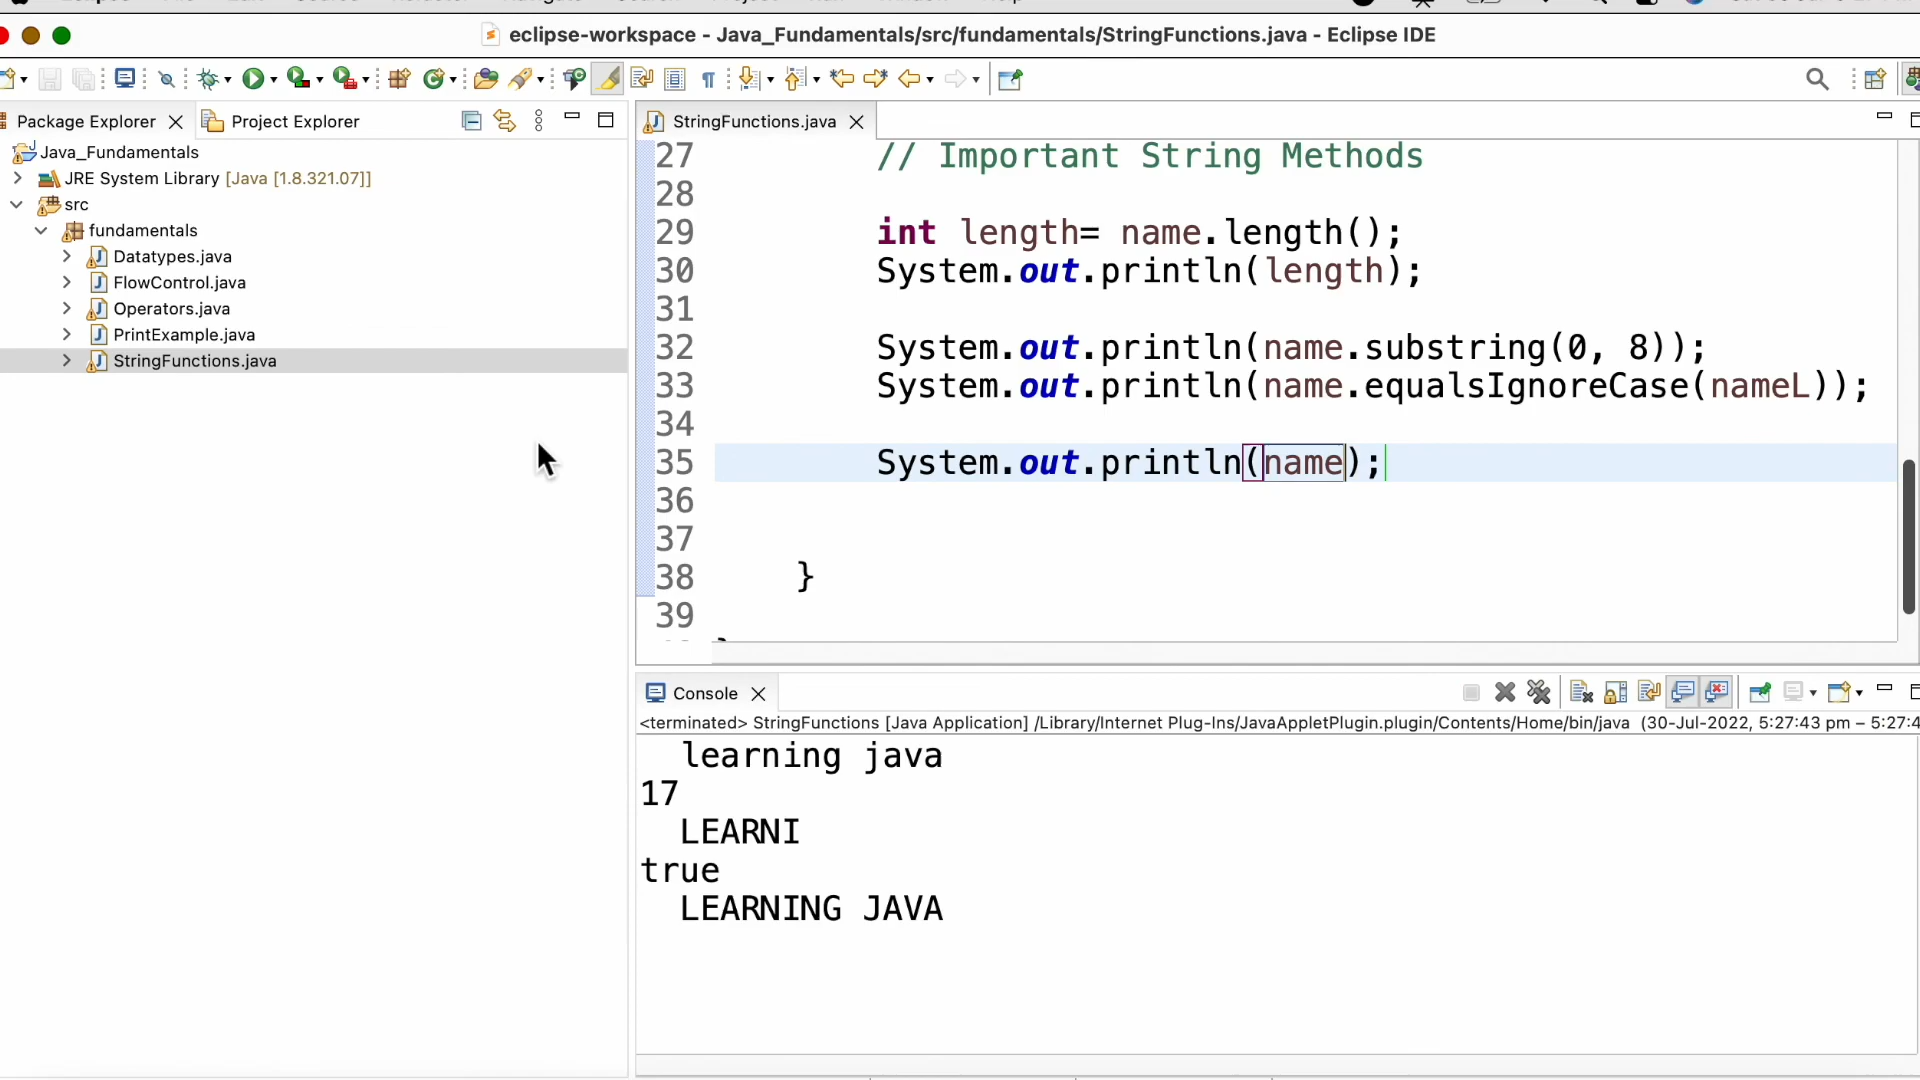 eclipse-workspace - Java_Fundamentals/src/fundamentals/StringFunctions.java - Eclipse IDE
Package Explorer
Project Explorer
Java_Fundamentals
JRE System Library [Java [1.8.321.07]]
src
fundamentals
Datatypes.java
FlowControl.java
Operators.java
PrintExample.java
StringFunctions.java
StringFunctions.java
27 // Important String Methods
28
29 int length= name.length();
30 System.out.println(length);
31
32 System.out.println(name.substring(0, 8));
33 System.out.println(name.equalsIgnoreCase(nameL));
34
35 System.out.println(name);
36
37
38 }
39
Console
<terminated> StringFunctions [Java Application] /Library/Internet Plug-Ins/JavaAppletPlugin.plugin/Contents/Home/bin/java (30-Jul-2022, 5:27:43 pm – 5:27:4
learning java
17
LEARNI
true
LEARNING JAVA